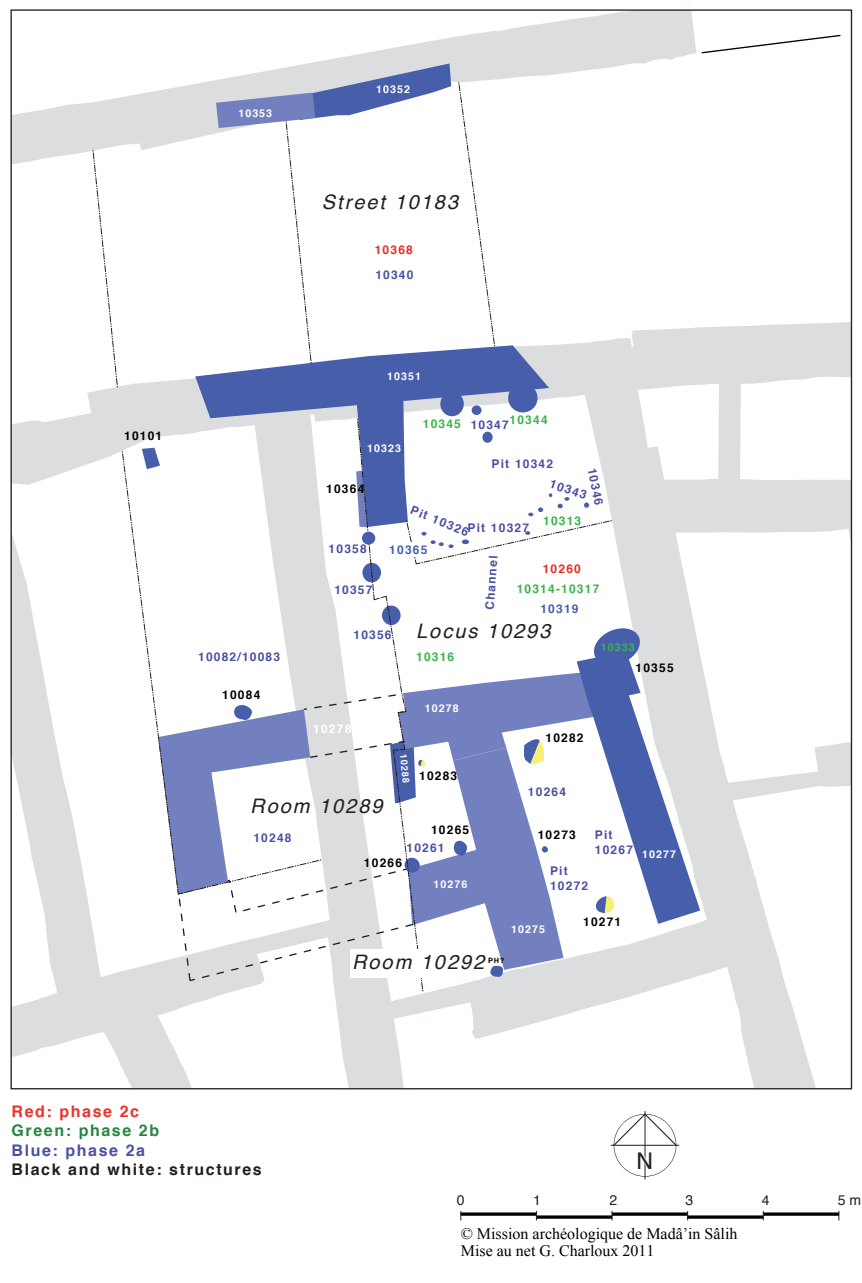 10352
10353
Street 10183
10368
10340
10351
10345
10347
10344
10101
10323
Pit 10342
10364
10343
10346
Pit 10326
Pit 10327
10313
10358
10365
Channel
10260
10357
10314-10317
10319
10356
Locus 10293
10082/10083
10316
10333
10355
10084
10278
10278
10282
10288
10283
10264
Room 10289
10265
10273
Pit
10267
10248
10261
10277
10266
Pit
10272
10276
10271
10275
Room 10292
PH?
Red: phase 2c
Green: phase 2b
Blue: phase 2a
Black and white: structures
N
0 1 2 3 4 5 m
© Mission archéologique de Madâ'in Sâlih
Mise au net G. Charloux 2011